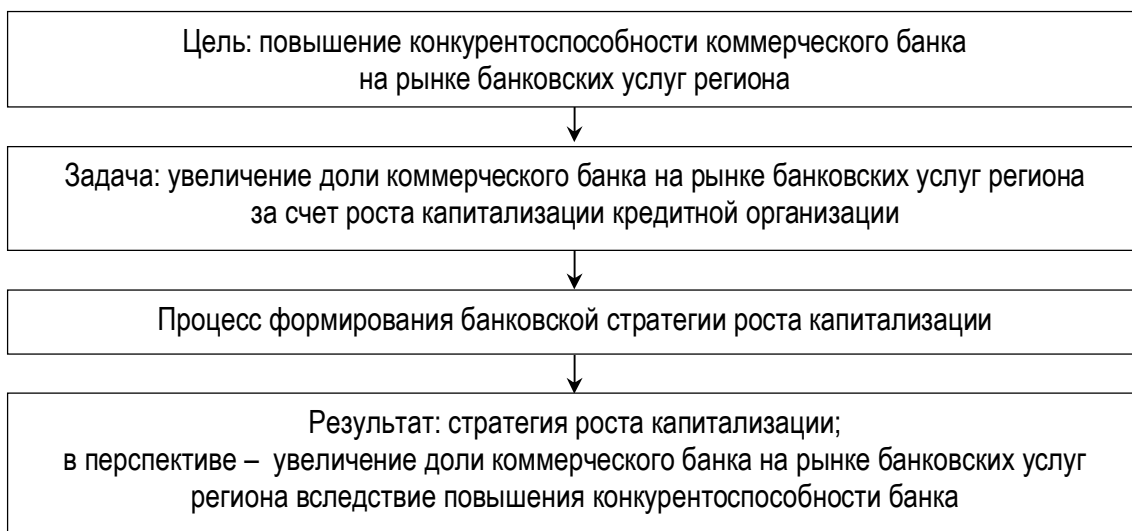 Цель: повышение конкурентоспособности коммерческого банка
на рынке банковских услуг региона
Задача: увеличение доли коммерческого банка на рынке банковских услуг региона
за счет роста капитализации кредитной организации
Процесс формирования банковской стратегии роста капитализации
Результат: стратегия роста капитализации;
в перспективе – увеличение доли коммерческого банка на рынке банковских услуг
региона вследствие повышения конкурентоспособности банка